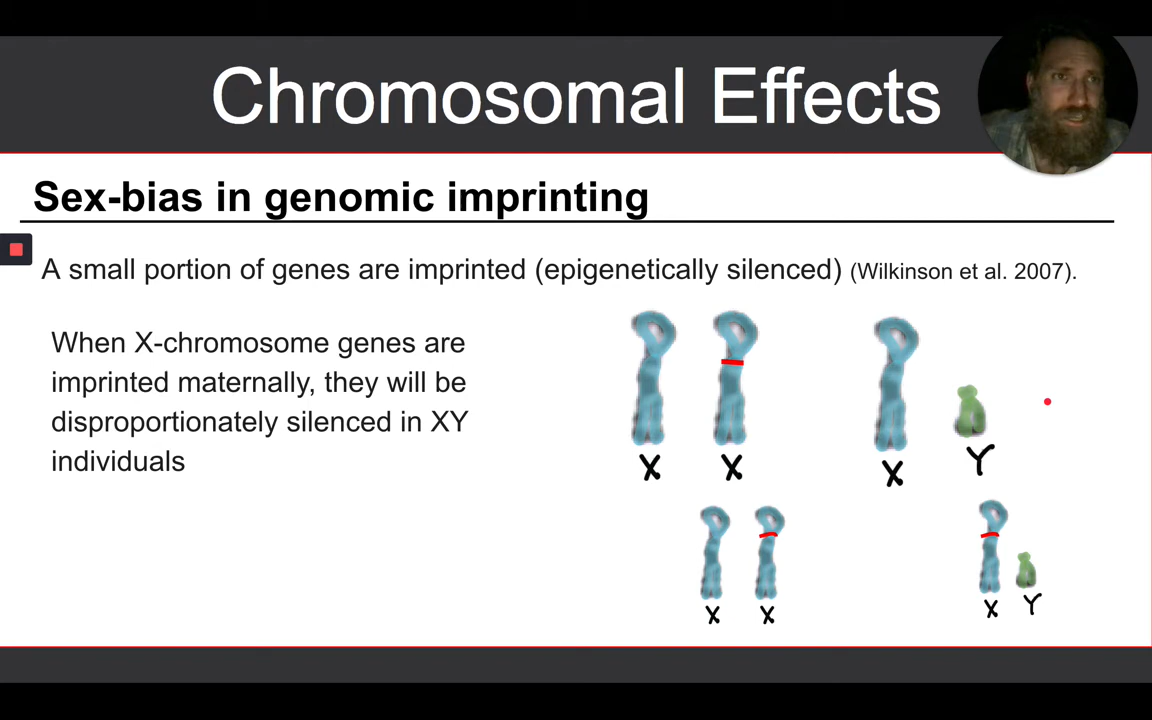 Chromosomal Effects
Sex-bias in genomic imprinting
A small portion of genes are imprinted (epigenetically silenced) (Wilkinson et al. 2007).
When X-chromosome genes are
imprinted maternally, they will be
disproportionately silenced in XY
individuals
X X X Y
X X X Y